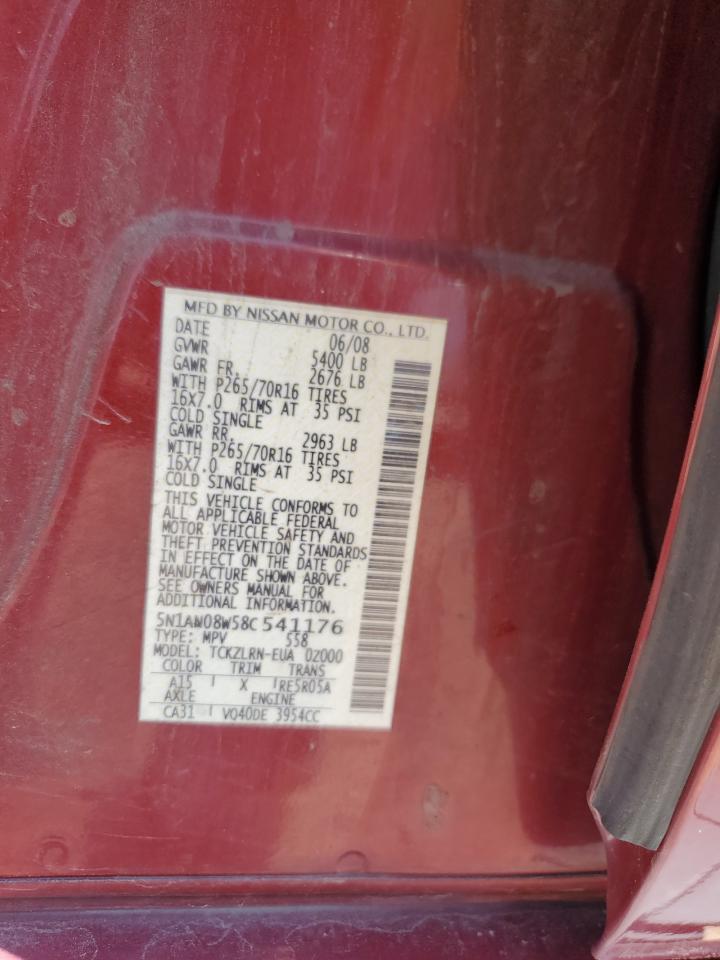 MFD BY NISSAN MOTOR CO., LTD.
DATE 06/08
GVWR 5400 LB
GAWR FR. 2676 LB
WITH P265/70R16 TIRES
16X7.0 RIMS AT 35 PSI
COLD SINGLE
GAWR RR. 2963 LB
WITH P265/70R16 TIRES
16X7.0 RIMS AT 35 PSI
COLD SINGLE
THIS VEHICLE CONFORMS TO
ALL APPLICABLE FEDERAL
MOTOR VEHICLE SAFETY AND
THEFT PREVENTION STANDARDS
IN EFFECT ON THE DATE OF
MANUFACTURE SHOWN ABOVE.
SEE OWNERS MANUAL FOR
ADDITIONAL INFORMATION.
5N1AN08W58C541176
TYPE: MPV 558
MODEL: TCKZLRN-EUA 0Z000
COLOR TRIM TRANS
A15 X RE5R05A
AXLE ENGINE
CA31 VQ40DE 3954CC